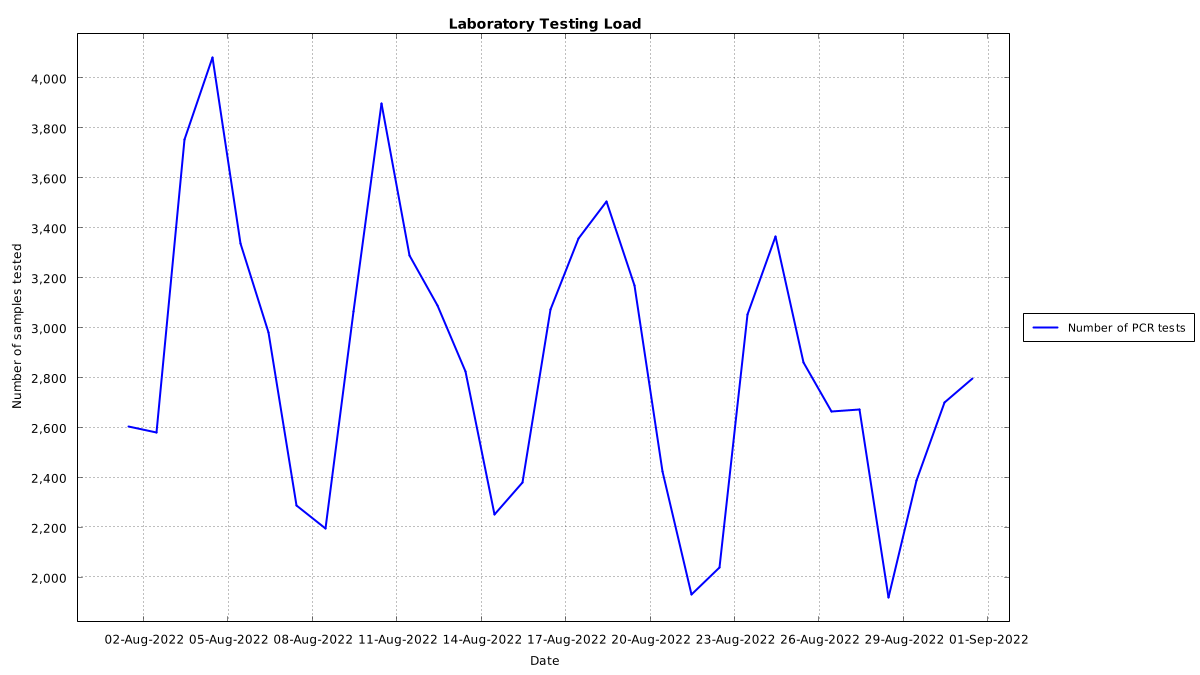 Laboratory Testing Load
4,000
3,800
3,600
3,400
3,200
3,000
2,800
2,600
2,400
2,200
2,000
Number of samples tested
02-Aug-2022 05-Aug-2022 08-Aug-2022 11-Aug-2022 14-Aug-2022 17-Aug-2022 20-Aug-2022 23-Aug-2022 26-Aug-2022 29-Aug-2022 01-Sep-2022
Date
Number of PCR tests